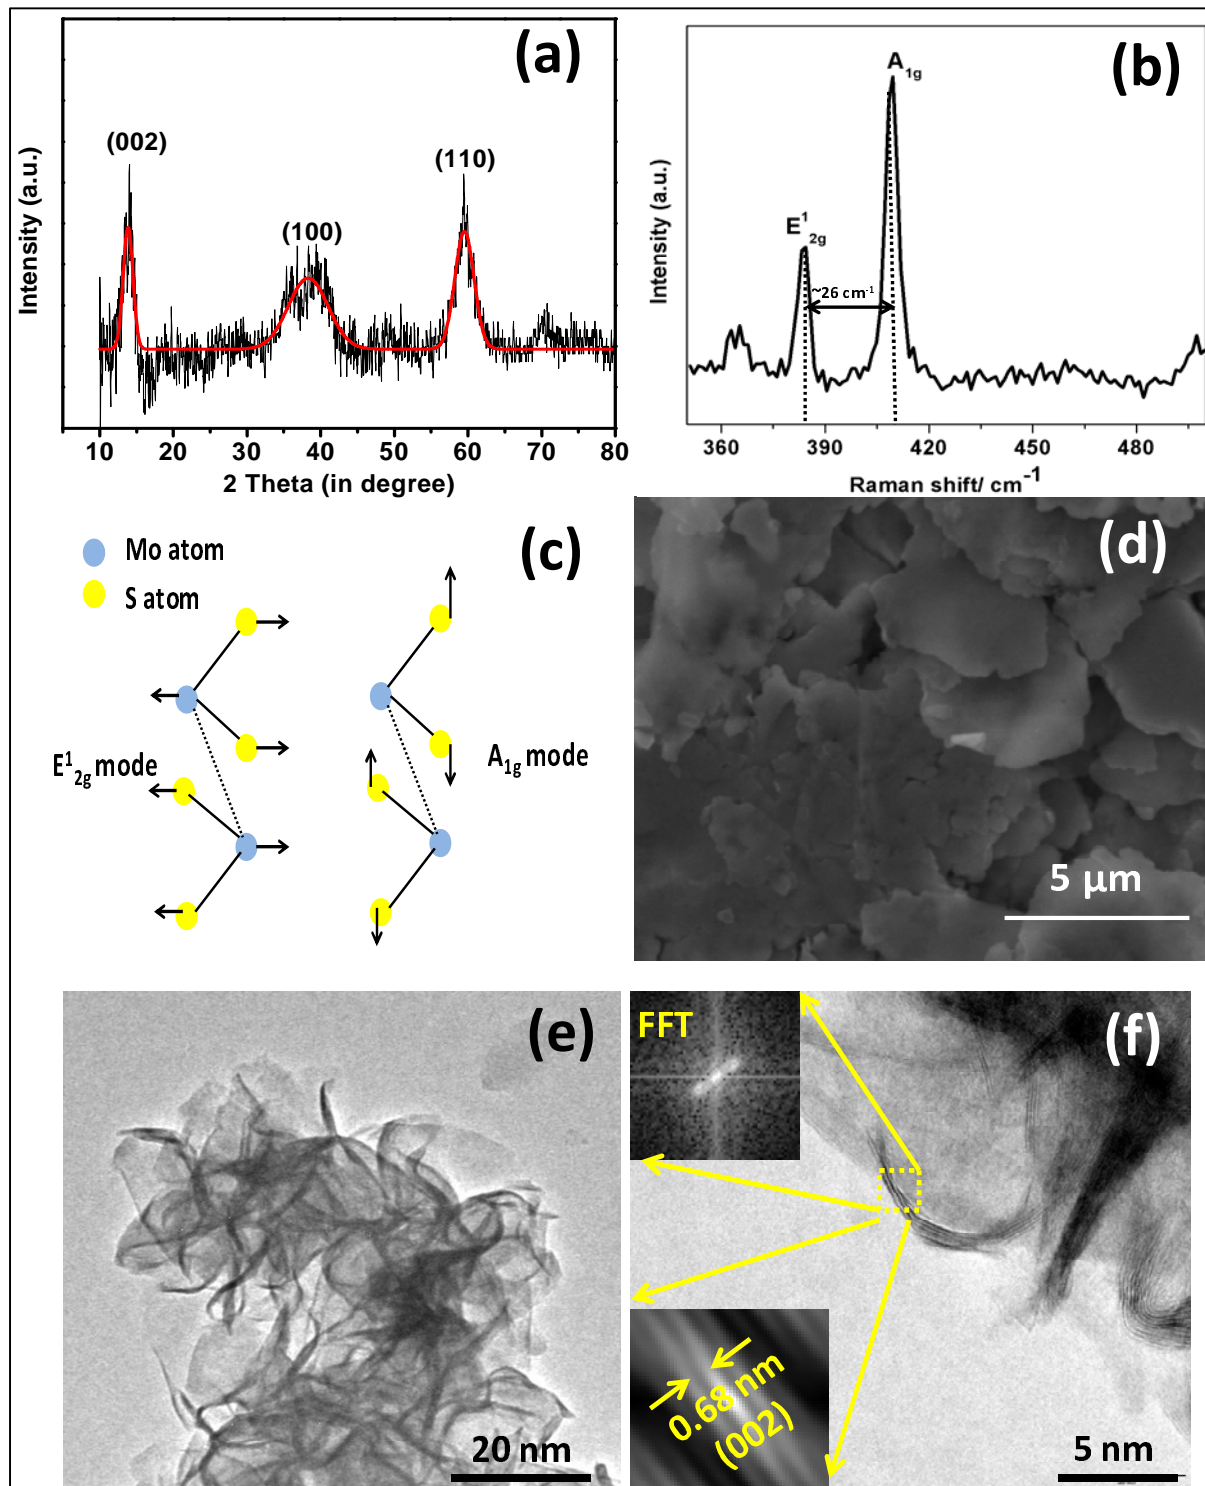 (a)
(002)
(100)
(110)
Intensity (a.u.)
10 20 30 40 50 60 70 80
2 Theta (in degree)
(b)
A1g
E¹2g
~26 cm⁻¹
Intensity (a.u.)
360 390 420 450 480
Raman shift/ cm⁻¹
(c)
Mo atom
S atom
E¹2g mode
A1g mode
(d)
5 µm
(e)
20 nm
FFT
(f)
0.68 nm
(002)
5 nm